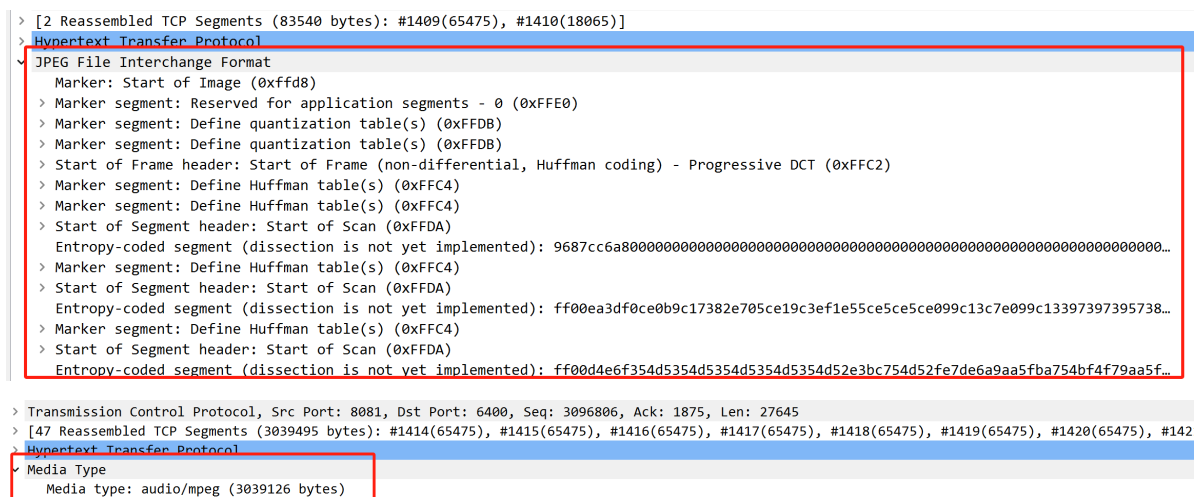 > [2 Reassembled TCP Segments (83540 bytes): #1409(65475), #1410(18065)]
> Hypertext Transfer Protocol
JPEG File Interchange Format
Marker: Start of Image (0xffd8)
> Marker segment: Reserved for application segments - 0 (0xFFE0)
> Marker segment: Define quantization table(s) (0xFFDB)
> Marker segment: Define quantization table(s) (0xFFDB)
> Start of Frame header: Start of Frame (non-differential, Huffman coding) - Progressive DCT (0xFFC2)
> Marker segment: Define Huffman table(s) (0xFFC4)
> Marker segment: Define Huffman table(s) (0xFFC4)
> Start of Segment header: Start of Scan (0xFFDA)
Entropy-coded segment (dissection is not yet implemented): 9687cc6a80000000000000000000000000000000000000000000000000000000000000000…
> Marker segment: Define Huffman table(s) (0xFFC4)
> Start of Segment header: Start of Scan (0xFFDA)
Entropy-coded segment (dissection is not yet implemented): ff00ea3df0ce0b9c17382e705ce19c3ef1e55ce5ce5ce099c13c7e099c13397397395738…
> Marker segment: Define Huffman table(s) (0xFFC4)
> Start of Segment header: Start of Scan (0xFFDA)
Entropy-coded segment (dissection is not yet implemented): ff00d4e6f354d5354d5354d5354d5354d52e3bc754d52fe7de6a9aa5fba754bf4f79aa5f…
> Transmission Control Protocol, Src Port: 8081, Dst Port: 6400, Seq: 3096806, Ack: 1875, Len: 27645
> [47 Reassembled TCP Segments (3039495 bytes): #1414(65475), #1415(65475), #1416(65475), #1417(65475), #1418(65475), #1419(65475), #1420(65475), #142
> Hypertext Transfer Protocol
Media Type
Media type: audio/mpeg (3039126 bytes)